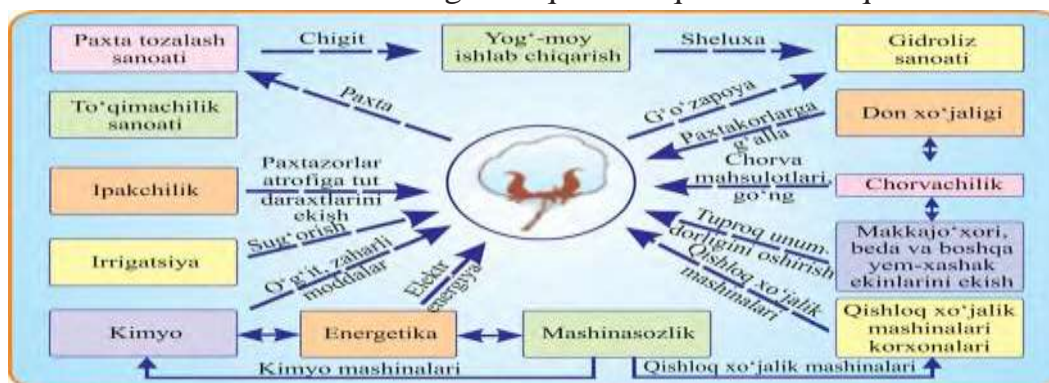 Paxta tozalash
sanoati
Chigit
Yog‘-moy
ishlab chiqarish
Sheluxa
Gidroliz
sanoati
To‘qimachilik
sanoati
Paxta
G‘o‘zapoya
Paxtakorlarga
g‘alla
Don xo‘jaligi
Ipakchilik
Paxtazorlar
atrofiga tut
daraxtlarini
ekish
Chorva
mahsulotlari,
go‘ng
Chorvachilik
Irrigatsiya
Sug‘orish
Tuproq unum-
dorligini oshirish
Makkajo‘xori,
beda va boshqa
yem-xashak
ekinlarini ekish
O‘g‘it, zaharli
moddalar
Elektr
energiya
Qishloq xo‘jalik
mashinalari
Kimyo
Energetika
Mashinasozlik
Qishloq xo‘jalik
mashinalari
korxonalari
Kimyo mashinalari
Qishloq xo‘jalik mashinalari